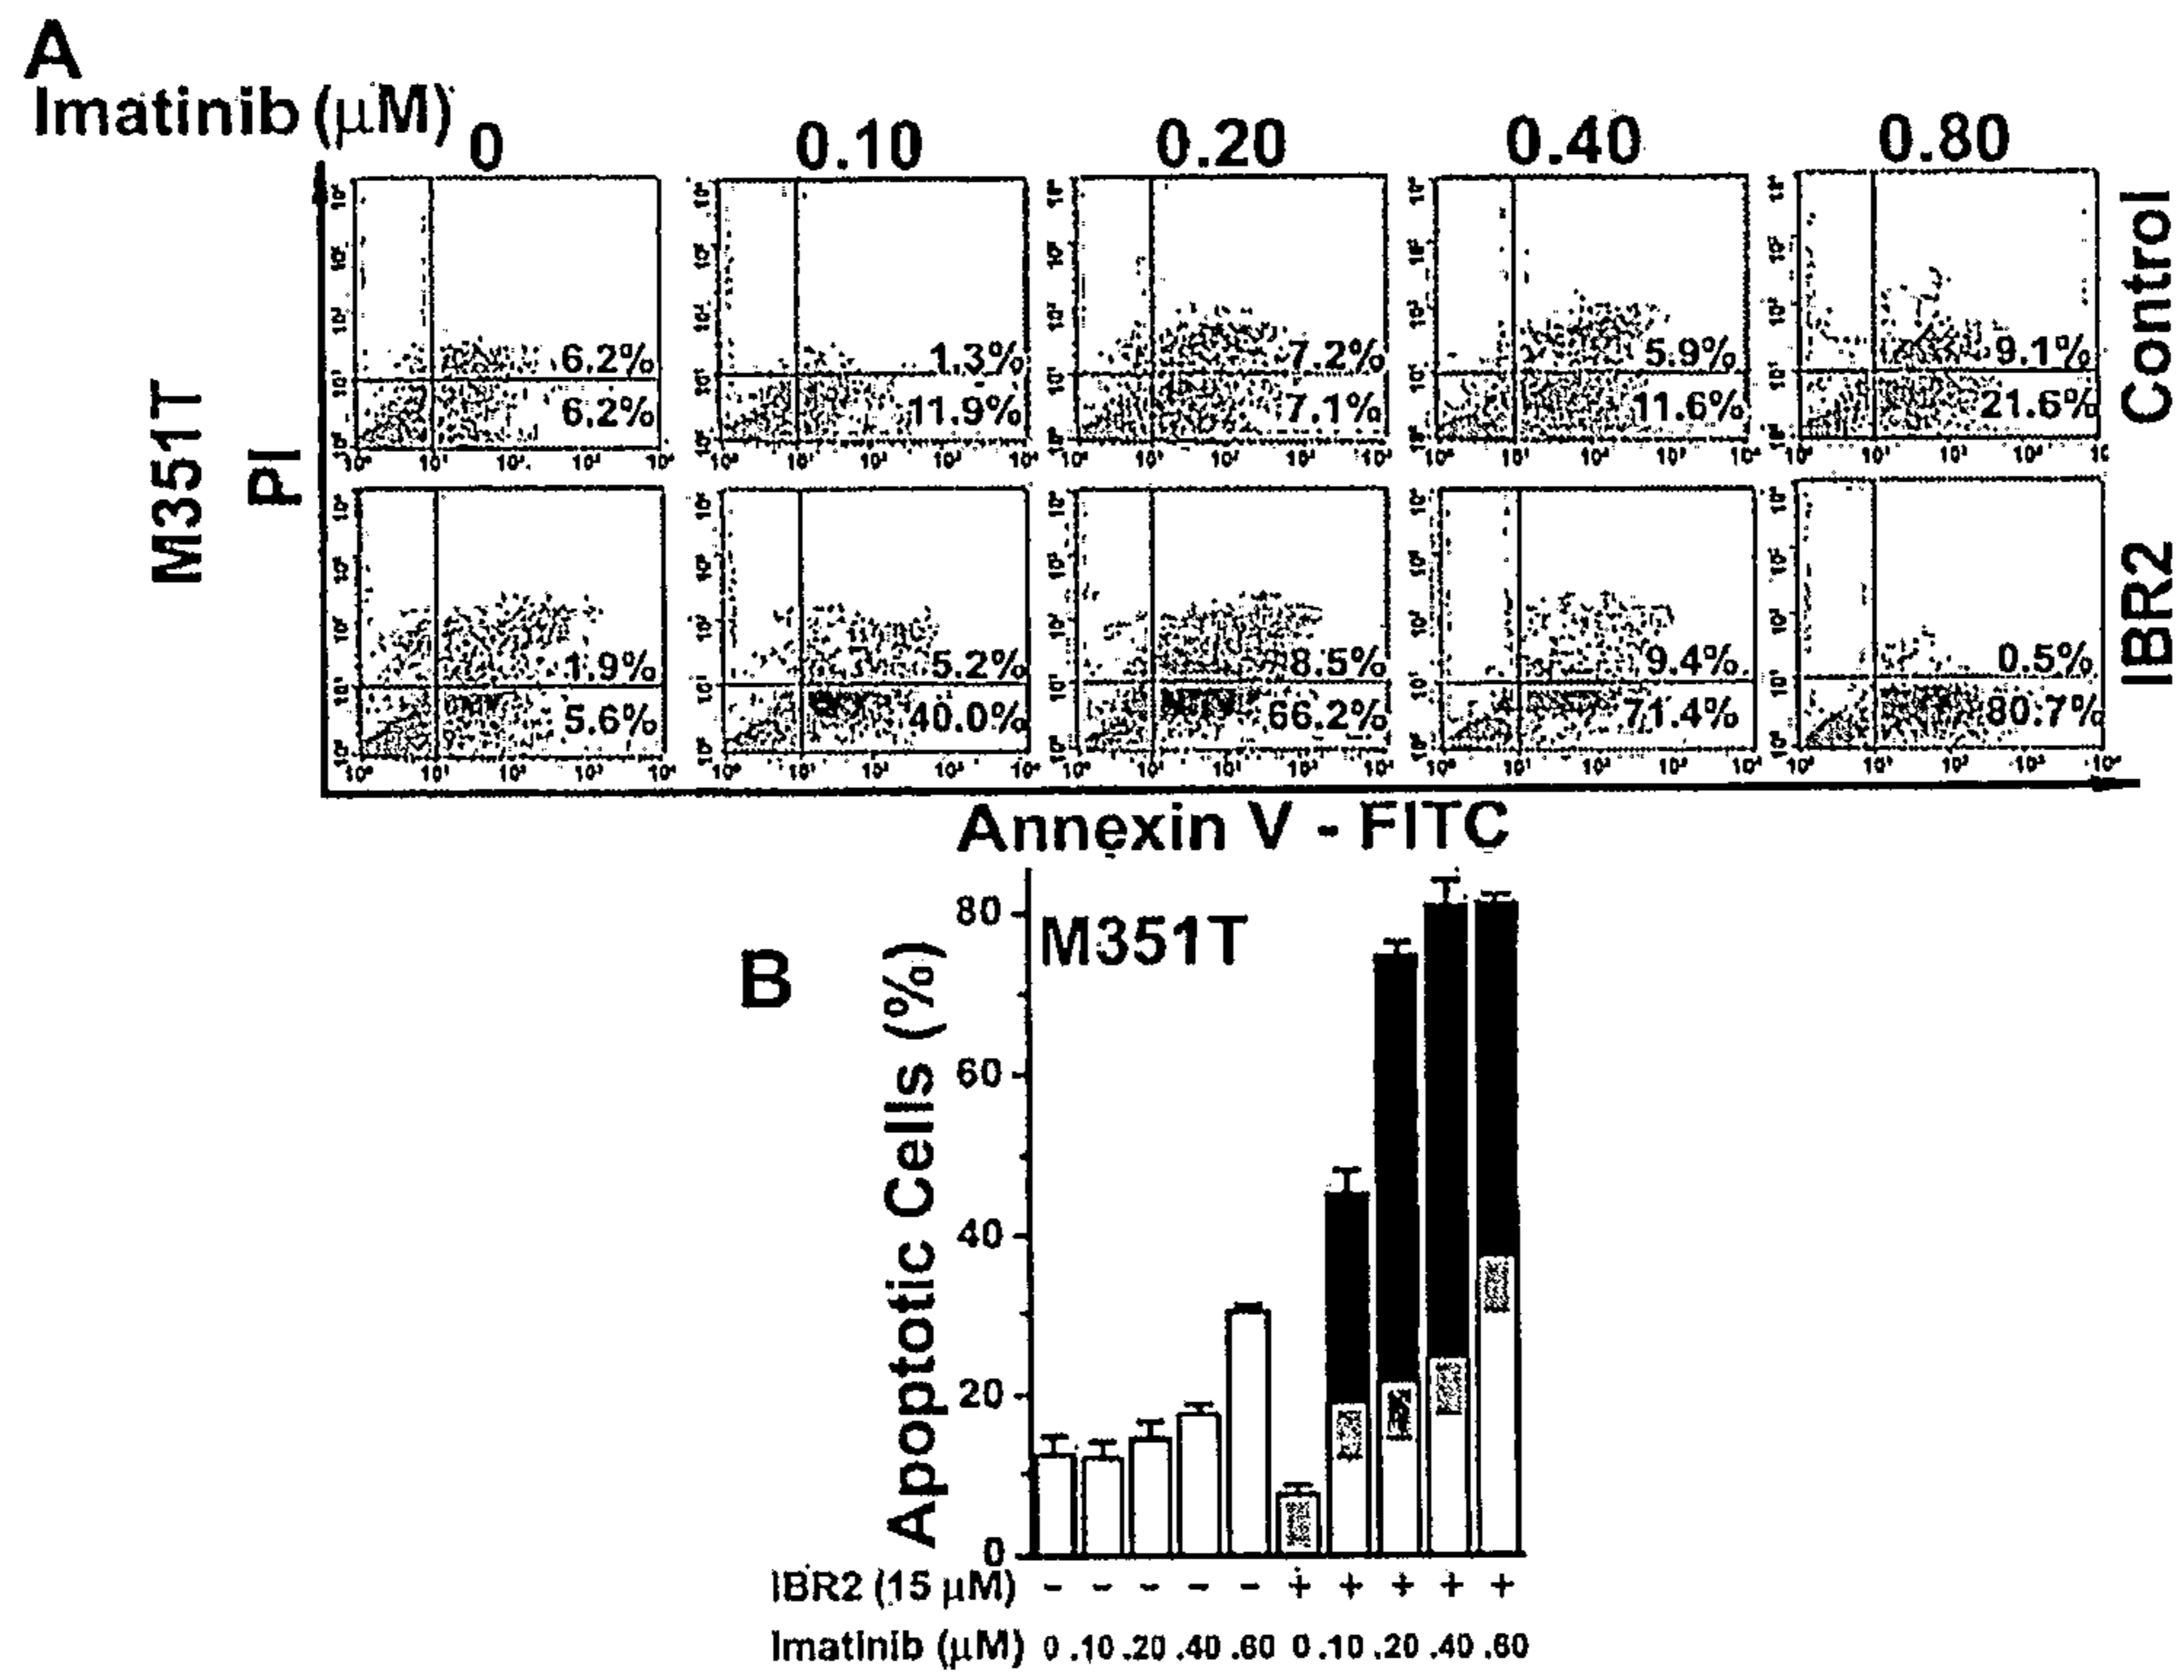 A
Imatinib (μM)
0 0.10 0.20 0.40 0.80
M351T
PI
6.2% 1.3% 7.2% 5.9% 9.1%
6.2% 11.9% 7.1% 11.6% 21.6%
Control
1.9% 5.2% 8.5% 9.4% 0.5%
5.6% 40.0% 66.2% 71.4% 80.7%
IBR2
Annexin V - FITC
B
M351T
Apoptotic Cells (%)
80
60
40
20
0
IBR2 (15 μM) - - - - - + + + + +
Imatinib (μM) 0 .10 .20 .40 .60 0 .10 .20 .40 .60